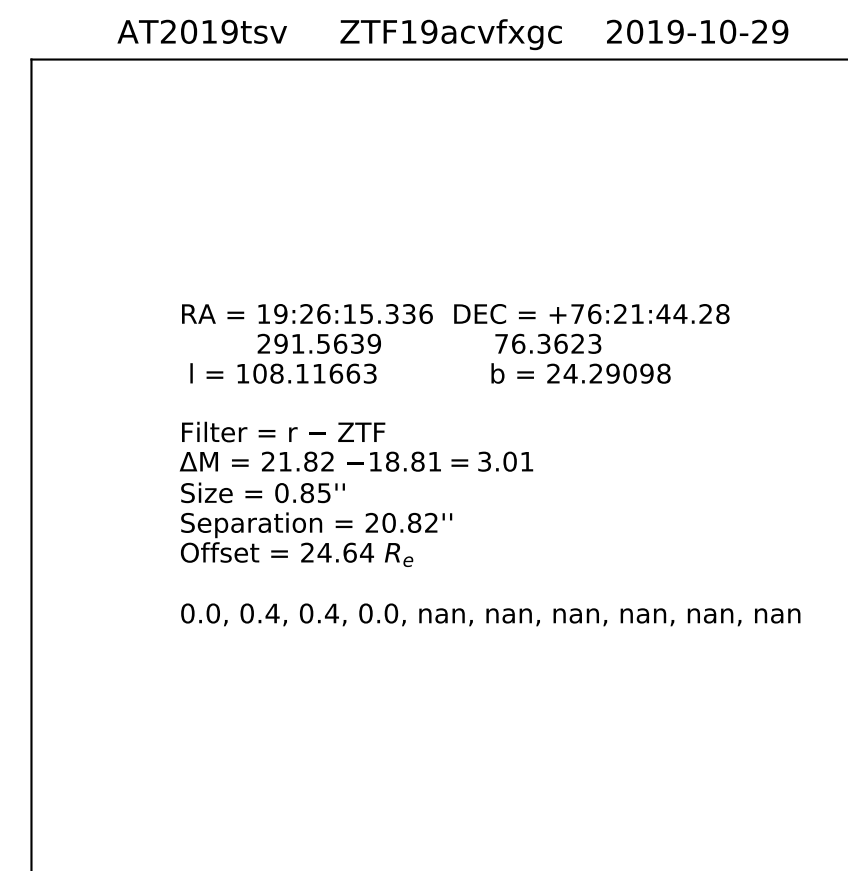 AT2019tsv ZTF19acvfxgc 2019-10-29
RA = 19:26:15.336 DEC = +76:21:44.28
291.5639 76.3623
l = 108.11663 b = 24.29098
Filter = r − ZTF
ΔM = 21.82 −18.81 = 3.01
Size = 0.85''
Separation = 20.82''
Offset = 24.64 Rₑ
0.0, 0.4, 0.4, 0.0, nan, nan, nan, nan, nan, nan